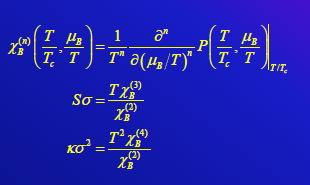 χ_B^{(n)} ( T/T_c , μ_B/T ) = 1/T^n ∂^n/∂(μ_B/T)^n P( T/T_c , μ_B/T )|_{T/T_c}
Sσ = Tχ_B^{(3)}/χ_B^{(2)}
κσ² = T²χ_B^{(4)}/χ_B^{(2)}